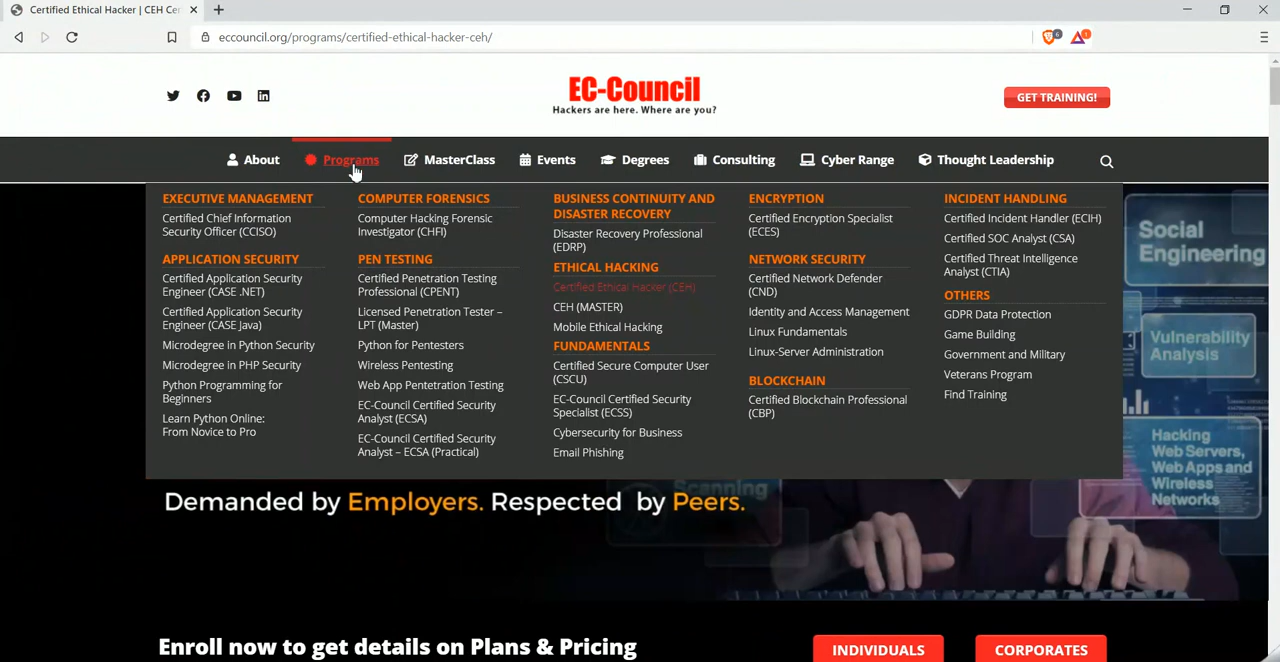 Certified Ethical Hacker | CEH Cer
eccouncil.org/programs/certified-ethical-hacker-ceh/
6
1
EC-Council
Hackers are here. Where are you?
GET TRAINING!
About
Programs
MasterClass
Events
Degrees
Consulting
Cyber Range
Thought Leadership
EXECUTIVE MANAGEMENT
Certified Chief Information
Security Officer (CCISO)
APPLICATION SECURITY
Certified Application Security
Engineer (CASE .NET)
Certified Application Security
Engineer (CASE Java)
Microdegree in Python Security
Microdegree in PHP Security
Python Programming for
Beginners
Learn Python Online:
From Novice to Pro
COMPUTER FORENSICS
Computer Hacking Forensic
Investigator (CHFI)
PEN TESTING
Certified Penetration Testing
Professional (CPENT)
Licensed Penetration Tester –
LPT (Master)
Python for Pentesters
Wireless Pentesting
Web App Pentetration Testing
EC-Council Certified Security
Analyst (ECSA)
EC-Council Certified Security
Analyst – ECSA (Practical)
BUSINESS CONTINUITY AND
DISASTER RECOVERY
Disaster Recovery Professional
(EDRP)
ETHICAL HACKING
Certified Ethical Hacker (CEH)
CEH (MASTER)
Mobile Ethical Hacking
FUNDAMENTALS
Certified Secure Computer User
(CSCU)
EC-Council Certified Security
Specialist (ECSS)
Cybersecurity for Business
Email Phishing
ENCRYPTION
Certified Encryption Specialist
(ECES)
NETWORK SECURITY
Certified Network Defender
(CND)
Identity and Access Management
Linux Fundamentals
Linux-Server Administration
BLOCKCHAIN
Certified Blockchain Professional
(CBP)
INCIDENT HANDLING
Certified Incident Handler (ECIH)
Certified SOC Analyst (CSA)
Certified Threat Intelligence
Analyst (CTIA)
OTHERS
GDPR Data Protection
Game Building
Government and Military
Veterans Program
Find Training
Social
Engineering
Vulnerability
Analysis
Hacking
Web Servers,
Web Apps and
Wireless
Networks
Scanning
Demanded by Employers. Respected by Peers.
Enroll now to get details on Plans & Pricing
INDIVIDUALS
CORPORATES